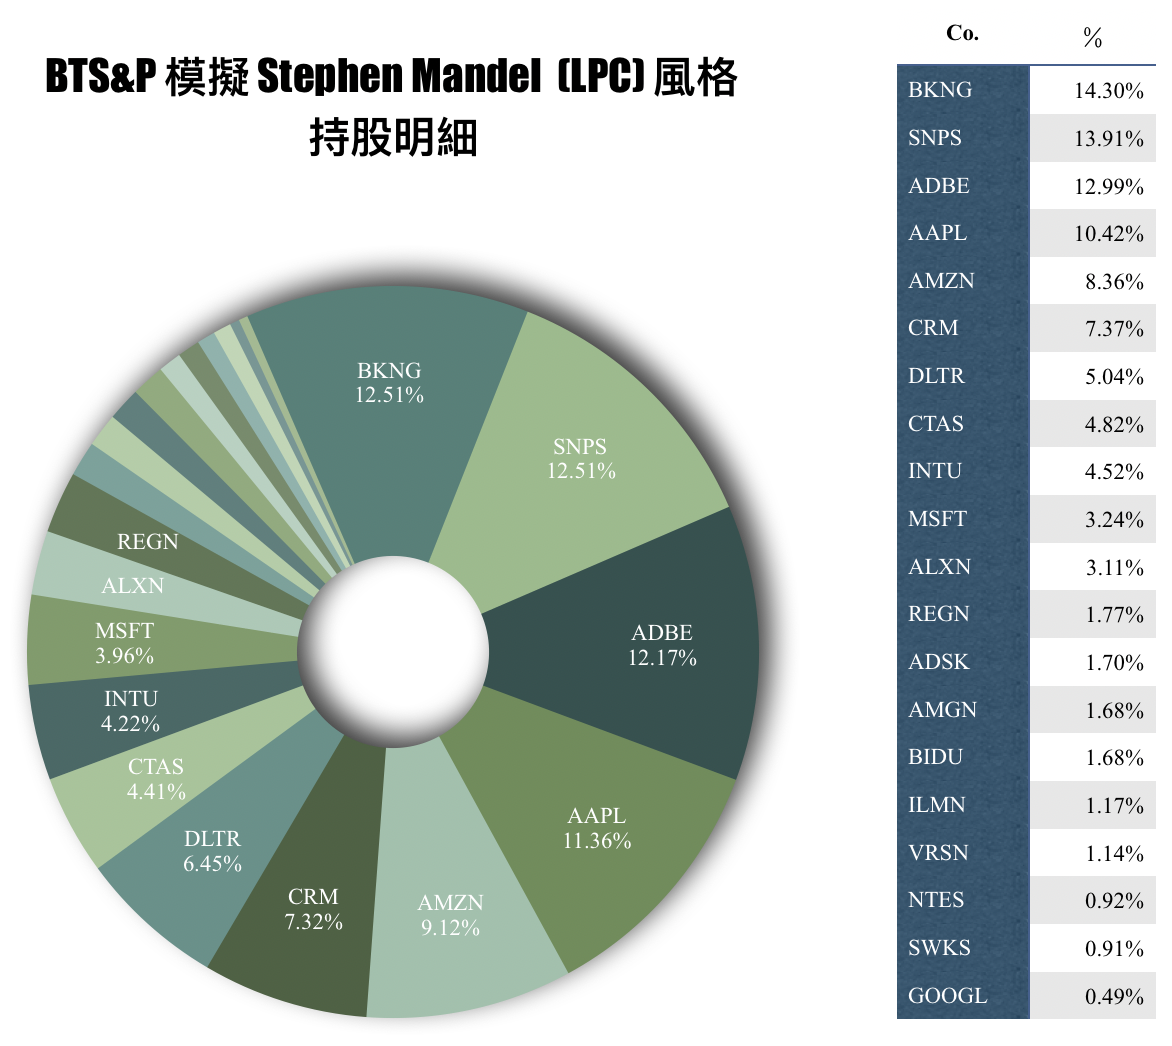 BTS&P 模擬 Stephen Mandel (LPC) 風格
持股明細
BKNG
12.51%
SNPS
12.51%
ADBE
12.17%
AAPL
11.36%
AMZN
9.12%
CRM
7.32%
DLTR
6.45%
CTAS
4.41%
INTU
4.22%
MSFT
3.96%
ALXN
REGN
Co. %
BKNG 14.30%
SNPS 13.91%
ADBE 12.99%
AAPL 10.42%
AMZN 8.36%
CRM 7.37%
DLTR 5.04%
CTAS 4.82%
INTU 4.52%
MSFT 3.24%
ALXN 3.11%
REGN 1.77%
ADSK 1.70%
AMGN 1.68%
BIDU 1.68%
ILMN 1.17%
VRSN 1.14%
NTES 0.92%
SWKS 0.91%
GOOGL 0.49%